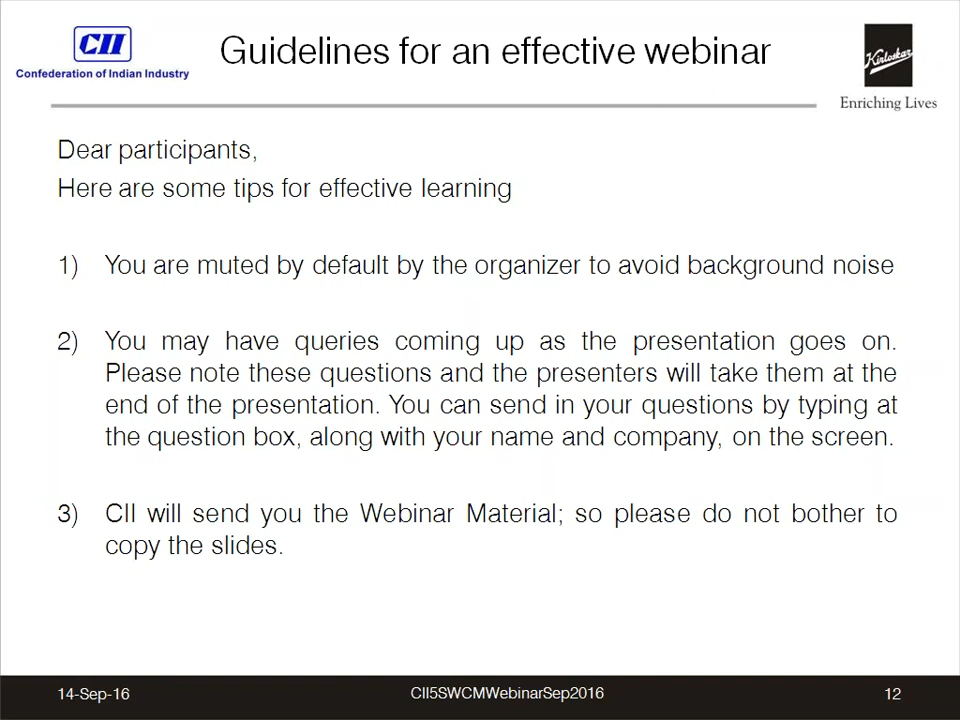 CII
Confederation of Indian Industry
Guidelines for an effective webinar
Kirloskar
Enriching Lives
Dear participants,
Here are some tips for effective learning
1) You are muted by default by the organizer to avoid background noise
2) You may have queries coming up as the presentation goes on.
Please note these questions and the presenters will take them at the
end of the presentation. You can send in your questions by typing at
the question box, along with your name and company, on the screen.
3) CII will send you the Webinar Material; so please do not bother to
copy the slides.
14-Sep-16
CII5SWCMWebinarSep2016
12